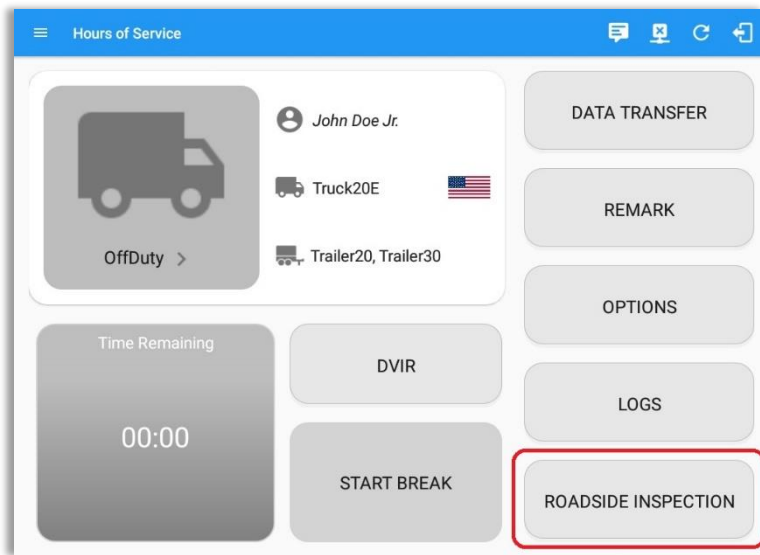 Hours of Service
John Doe Jr.
Truck20E
Trailer20, Trailer30
OffDuty >
Time Remaining
00:00
DVIR
START BREAK
DATA TRANSFER
REMARK
OPTIONS
LOGS
ROADSIDE INSPECTION